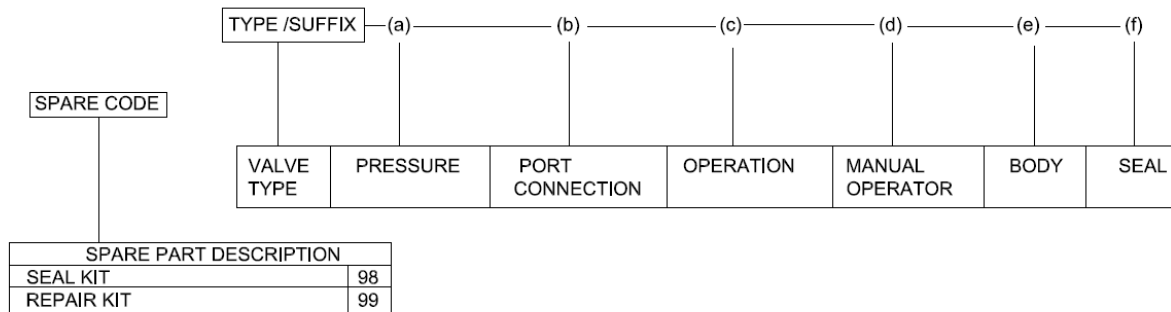 TYPE /SUFFIX (a) (b) (c) (d) (e) (f)
SPARE CODE
VALVE TYPE
PRESSURE
PORT CONNECTION
OPERATION
MANUAL OPERATOR
BODY
SEAL
SPARE PART DESCRIPTION
SEAL KIT 98
REPAIR KIT 99